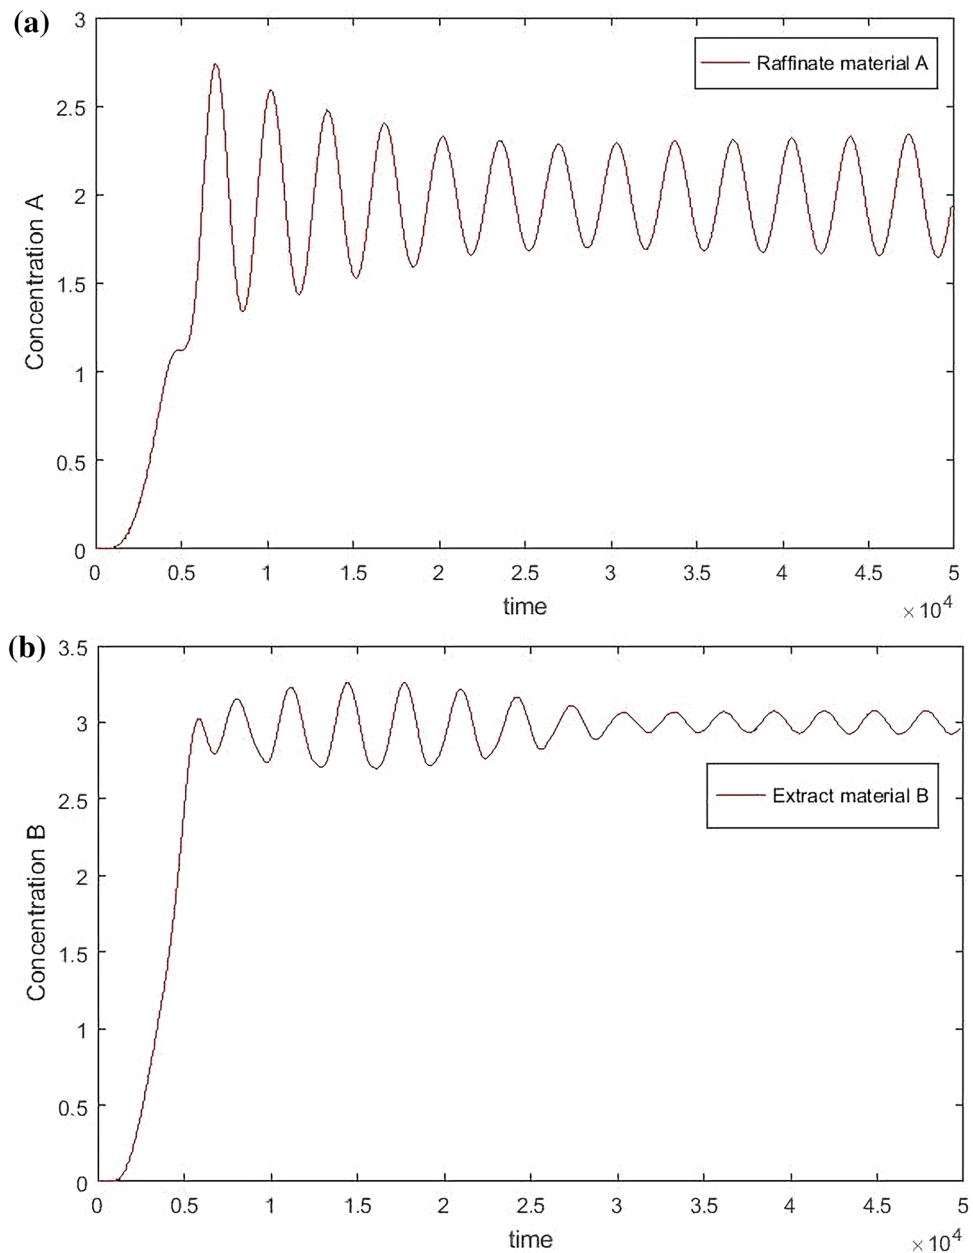 (a)
3
2.5
2
1.5
1
0.5
0
Concentration A
Raffinate material A
0 0.5 1 1.5 2 2.5 3 3.5 4 4.5 5
time
×10^4
(b)
3.5
3
2.5
2
1.5
1
0.5
0
Concentration B
Extract material B
0 0.5 1 1.5 2 2.5 3 3.5 4 4.5 5
time
×10^4